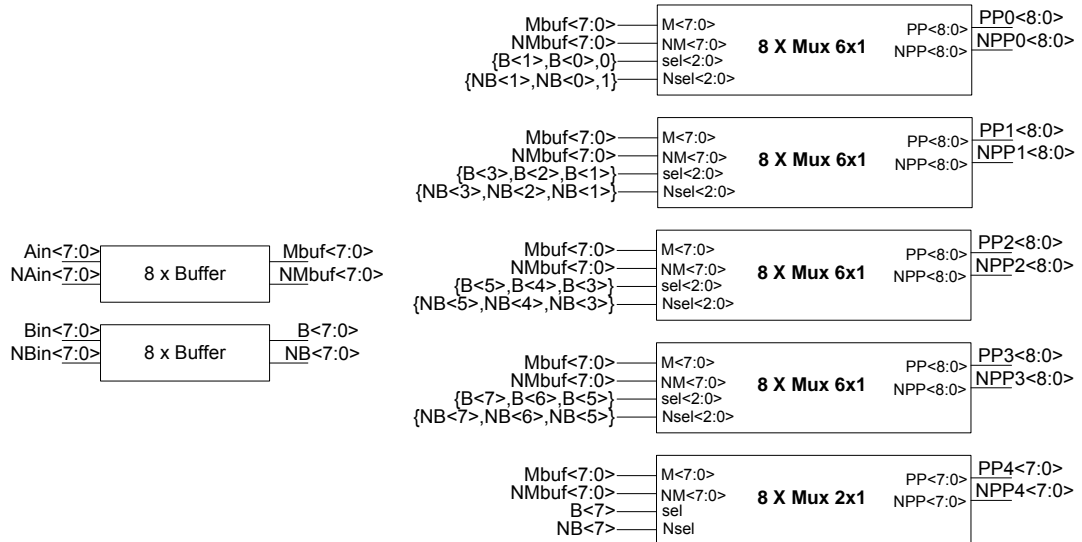 Ain<7:0>
NAin<7:0>
8 x Buffer
Mbuf<7:0>
NMbuf<7:0>
Bin<7:0>
NBin<7:0>
8 x Buffer
B<7:0>
NB<7:0>
Mbuf<7:0>
NMbuf<7:0>
{B<1>,B<0>,0}
{NB<1>,NB<0>,1}
M<7:0>
NM<7:0>
sel<2:0>
Nsel<2:0>
8 X Mux 6x1
PP<8:0>
NPP<8:0>
PP0<8:0>
NPP0<8:0>
Mbuf<7:0>
NMbuf<7:0>
{B<3>,B<2>,B<1>}
{NB<3>,NB<2>,NB<1>}
M<7:0>
NM<7:0>
sel<2:0>
Nsel<2:0>
8 X Mux 6x1
PP<8:0>
NPP<8:0>
PP1<8:0>
NPP1<8:0>
Mbuf<7:0>
NMbuf<7:0>
{B<5>,B<4>,B<3>}
{NB<5>,NB<4>,NB<3>}
M<7:0>
NM<7:0>
sel<2:0>
Nsel<2:0>
8 X Mux 6x1
PP<8:0>
NPP<8:0>
PP2<8:0>
NPP2<8:0>
Mbuf<7:0>
NMbuf<7:0>
{B<7>,B<6>,B<5>}
{NB<7>,NB<6>,NB<5>}
M<7:0>
NM<7:0>
sel<2:0>
Nsel<2:0>
8 X Mux 6x1
PP<8:0>
NPP<8:0>
PP3<8:0>
NPP3<8:0>
Mbuf<7:0>
NMbuf<7:0>
B<7>
NB<7>
M<7:0>
NM<7:0>
sel
Nsel
8 X Mux 2x1
PP<7:0>
NPP<7:0>
PP4<7:0>
NPP4<7:0>